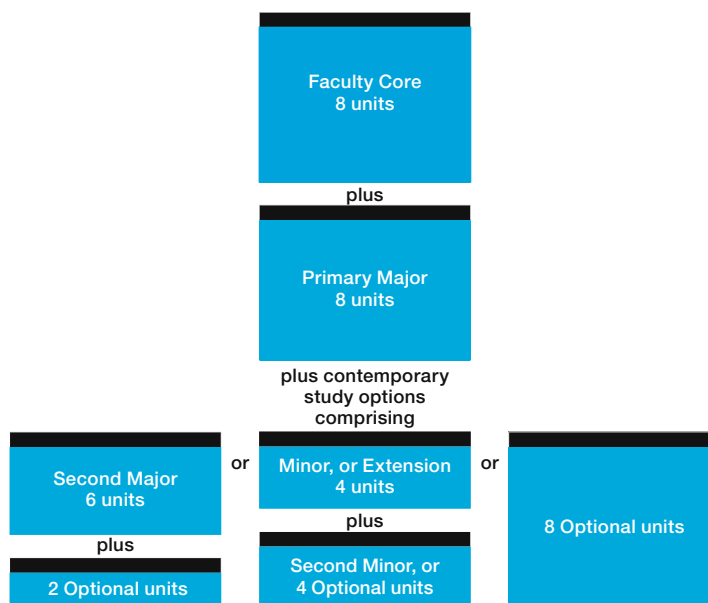 Faculty Core
8 units
plus
Primary Major
8 units
plus contemporary
study options
comprising
Second Major
6 units
plus
2 Optional units
or
Minor, or Extension
4 units
plus
Second Minor, or
4 Optional units
or
8 Optional units